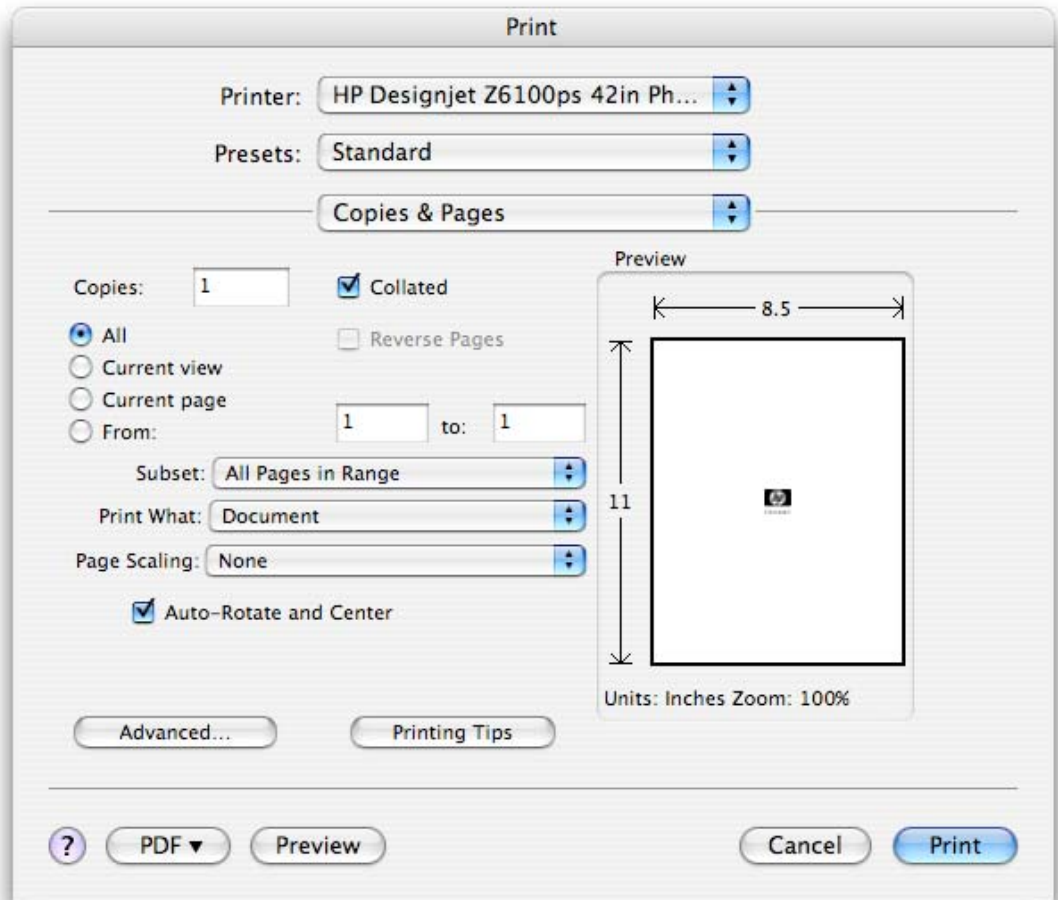 Print
Printer: HP Designjet Z6100ps 42in Ph...
Presets: Standard
Copies & Pages
Copies: 1
Collated
All
Reverse Pages
Current view
Current page
From: 1 to: 1
Subset: All Pages in Range
Print What: Document
Page Scaling: None
Auto-Rotate and Center
Advanced...
Printing Tips
Preview
8.5
11
hp
Units: Inches Zoom: 100%
?
PDF ▼
Preview
Cancel
Print